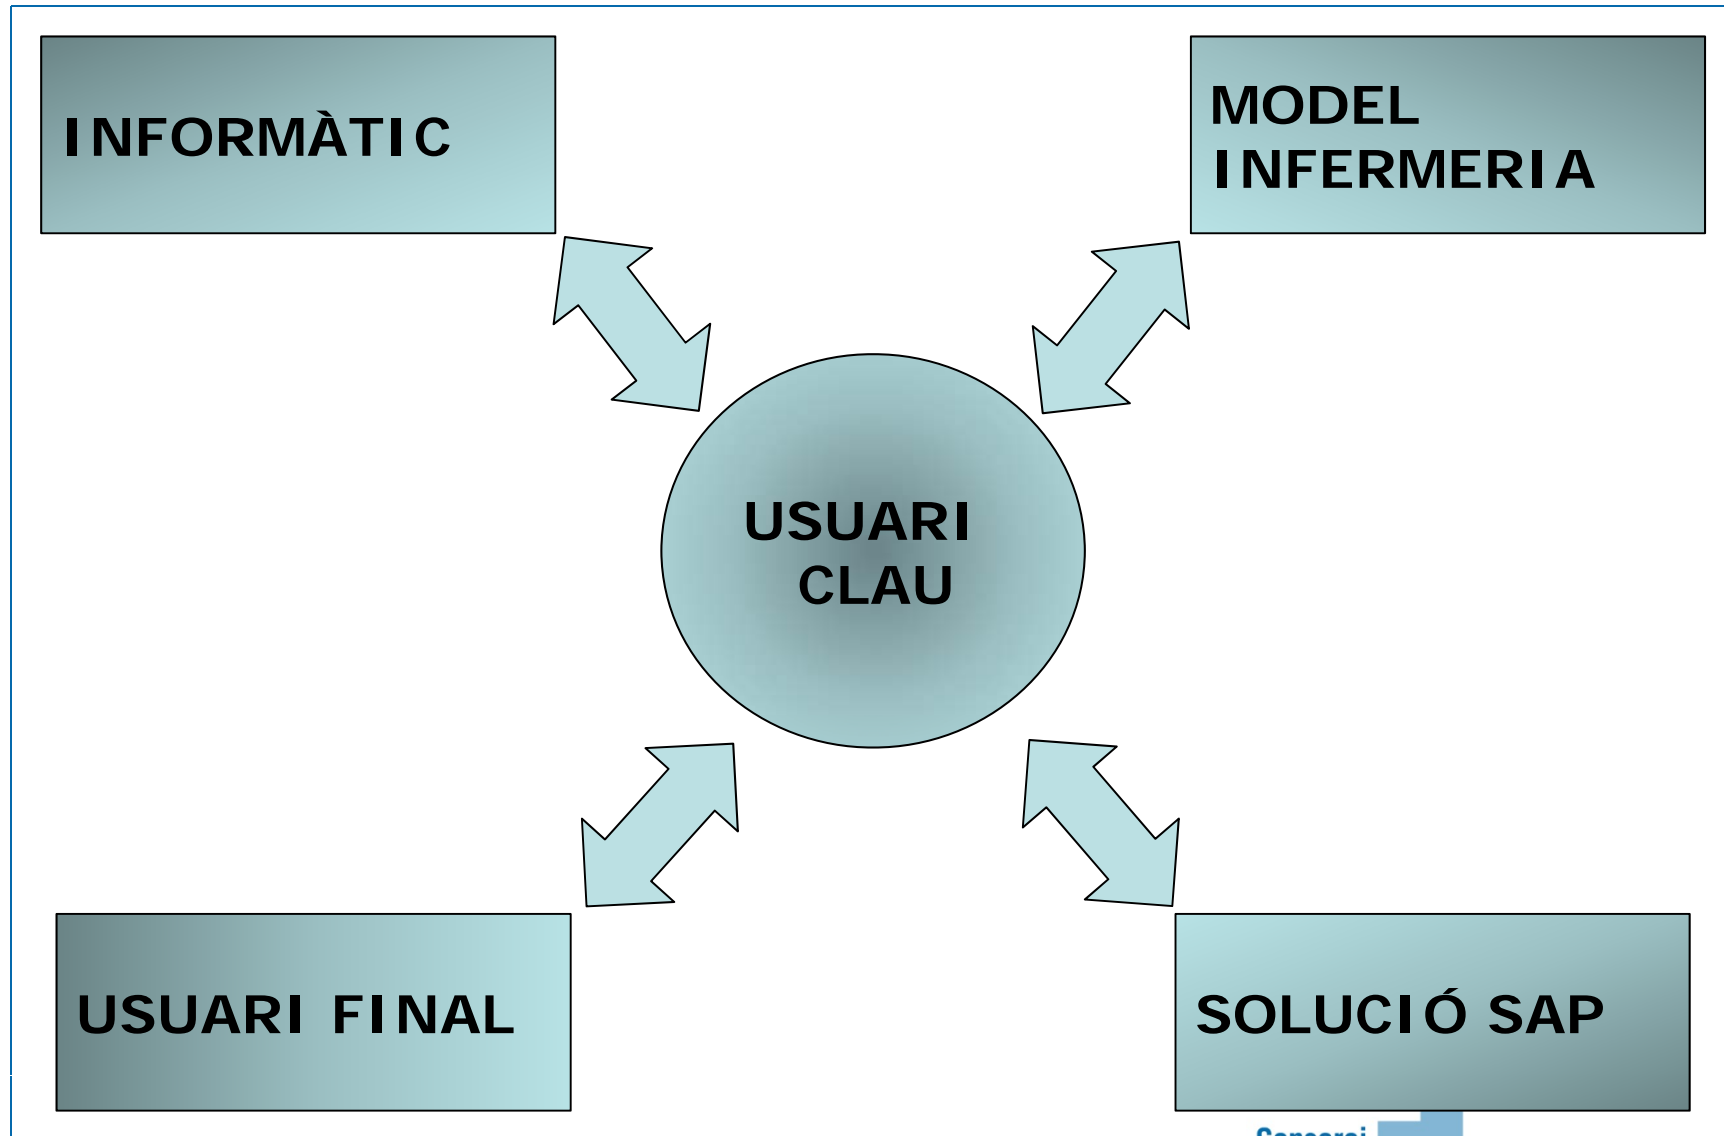 INFORMÀTIC
MODEL
INFERMERIA
USUARI
CLAU
USUARI FINAL
SOLUCIÓ SAP